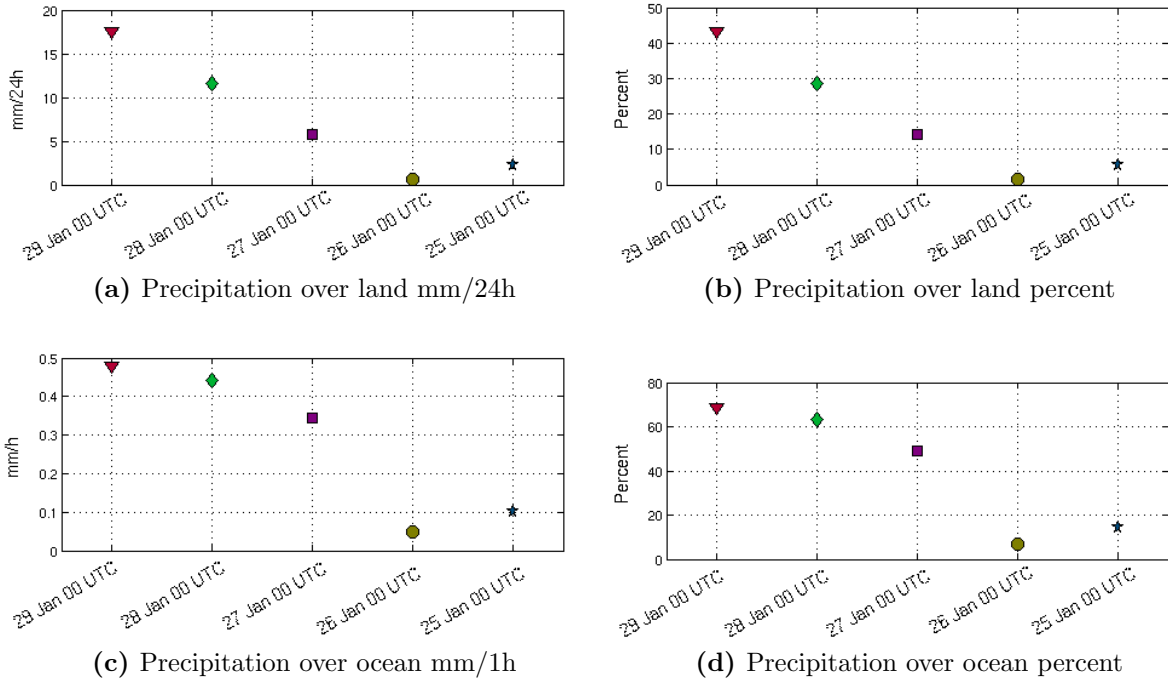 20
15
10
5
0
mm/24h
29 Jan 00 UTC
28 Jan 00 UTC
27 Jan 00 UTC
26 Jan 00 UTC
25 Jan 00 UTC
(a) Precipitation over land mm/24h
50
40
30
20
10
0
Percent
29 Jan 00 UTC
28 Jan 00 UTC
27 Jan 00 UTC
26 Jan 00 UTC
25 Jan 00 UTC
(b) Precipitation over land percent
0.5
0.4
0.3
0.2
0.1
0
mm/h
29 Jan 00 UTC
28 Jan 00 UTC
27 Jan 00 UTC
26 Jan 00 UTC
25 Jan 00 UTC
(c) Precipitation over ocean mm/1h
80
60
40
20
0
Percent
29 Jan 00 UTC
28 Jan 00 UTC
27 Jan 00 UTC
26 Jan 00 UTC
25 Jan 00 UTC
(d) Precipitation over ocean percent